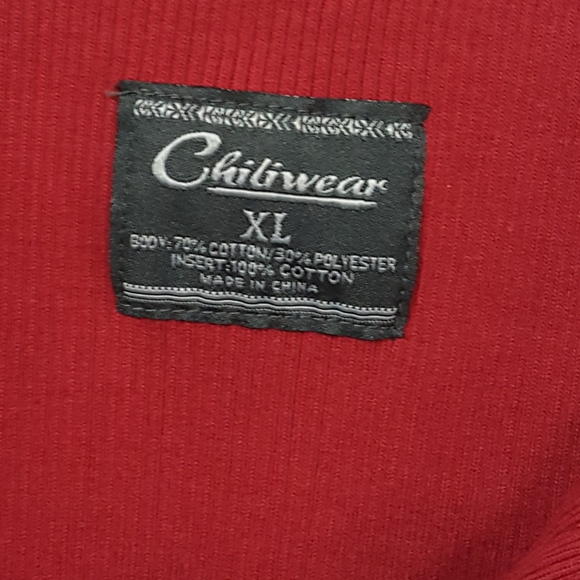 Chiliwear
XL
BODY:70% COTTON/30% POLYESTER
INSERT:100% COTTON
MADE IN CHINA